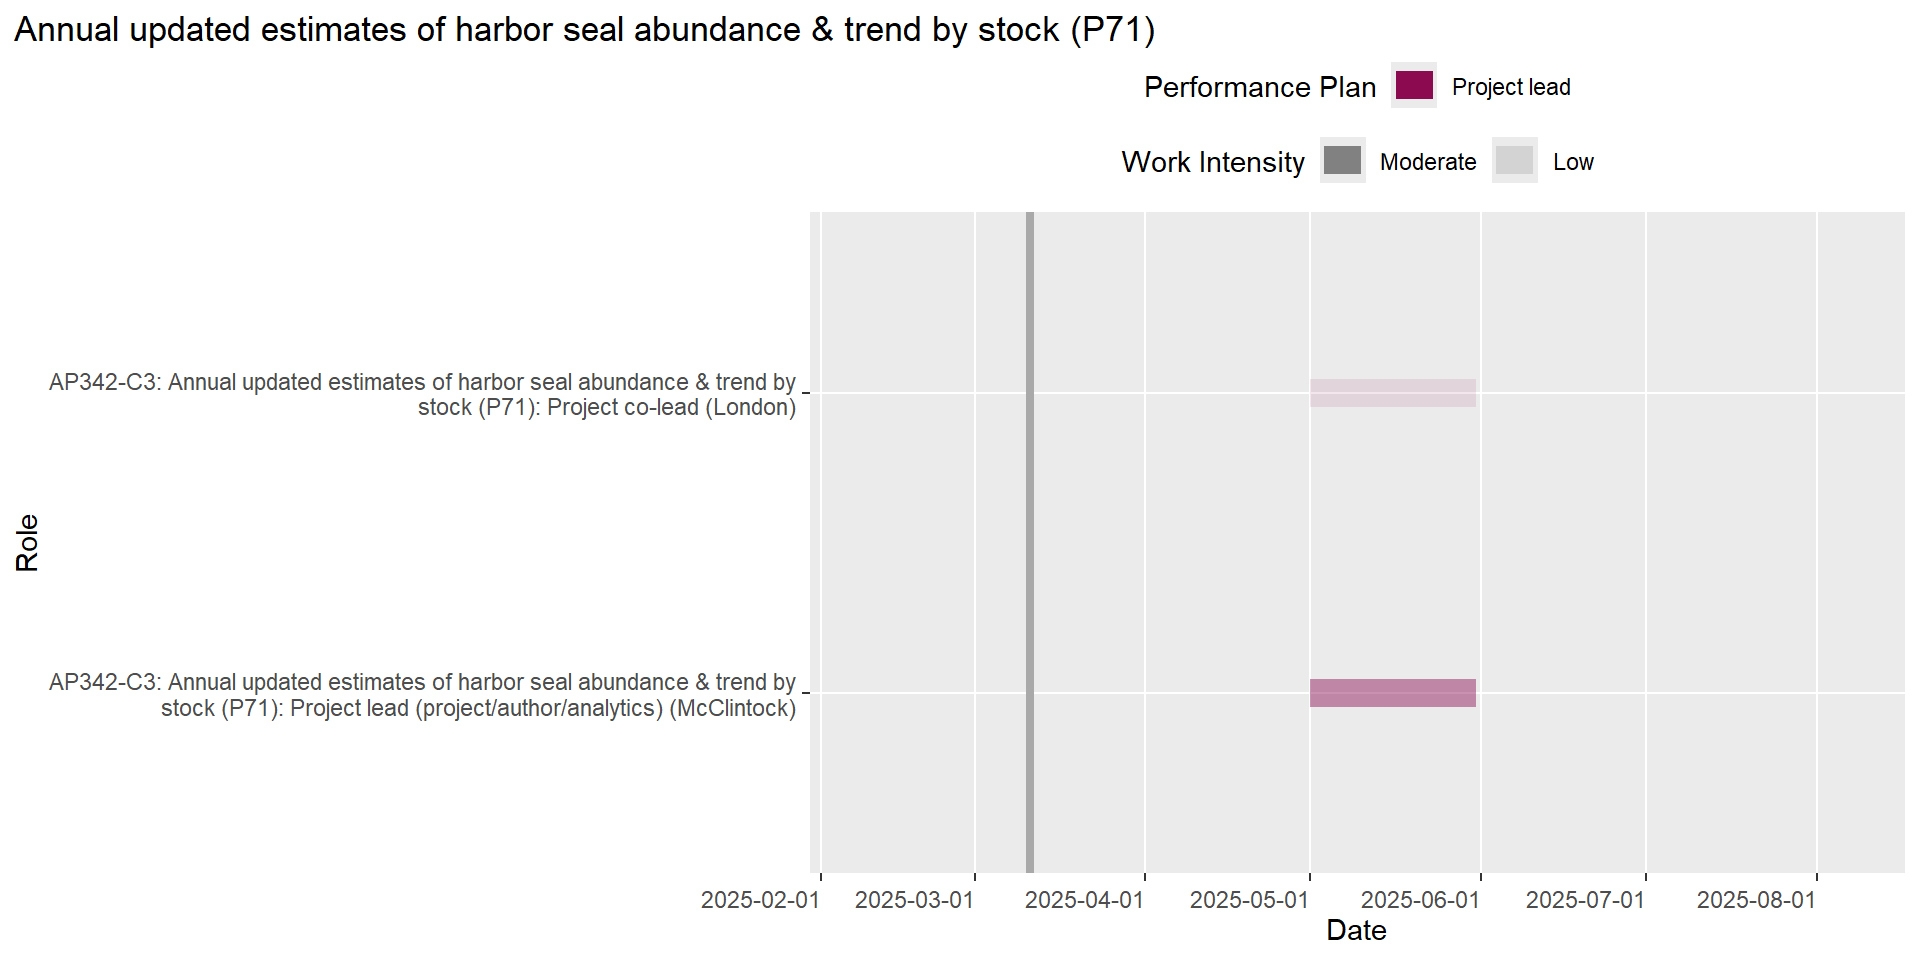 Annual updated estimates of harbor seal abundance & trend by stock (P71)
Performance Plan Project lead
Work Intensity Moderate Low
AP342-C3: Annual updated estimates of harbor seal abundance & trend by
stock (P71): Project co-lead (London)
Role
AP342-C3: Annual updated estimates of harbor seal abundance & trend by
stock (P71): Project lead (project/author/analytics) (McClintock)
2025-02-01 2025-03-01 2025-04-01 2025-05-01 2025-06-01 2025-07-01 2025-08-01
Date